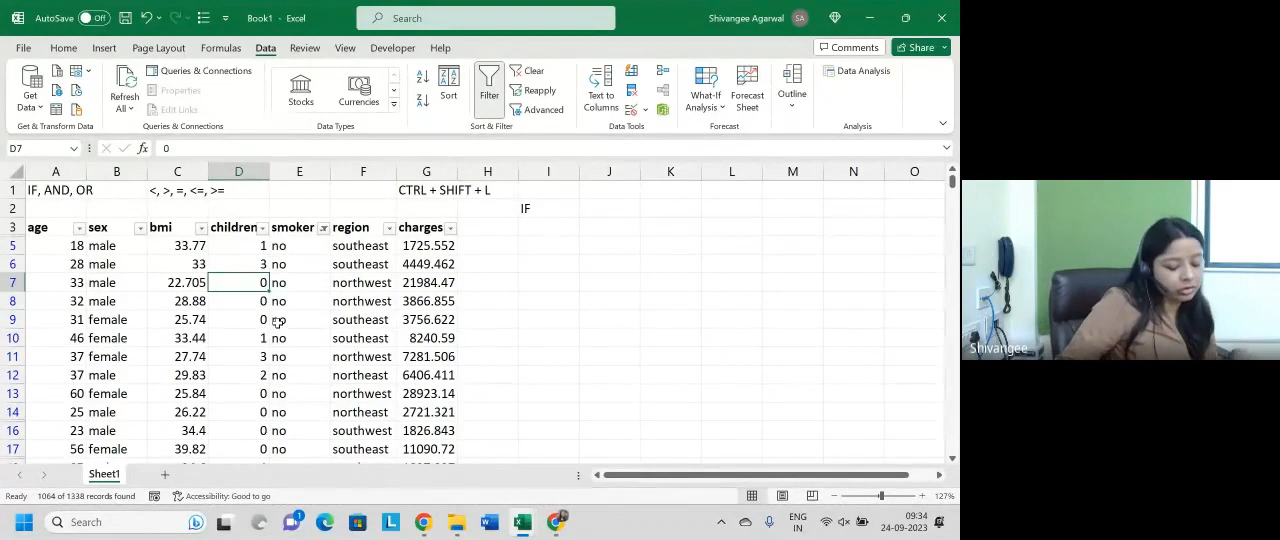 AutoSave Off Book1 - Excel Search Shivangee Agarwal SA
File Home Insert Page Layout Formulas Data Review View Developer Help Comments Share
Get Data Refresh All Queries & Connections Properties Edit Links Stocks Currencies Sort Filter Clear Reapply Advanced Text to Columns What-If Analysis Forecast Sheet Outline Data Analysis
Get & Transform Data Queries & Connections Data Types Sort & Filter Data Tools Forecast Analysis
D7 fx 0
A B C D E F G H I J K L M N O
1 IF, AND, OR <, >, =, <=, >= CTRL + SHIFT + L
2 IF
3 age sex bmi children smoker region charges
5 18 male 33.77 1 no southeast 1725.552
6 28 male 33 3 no southeast 4449.462
7 33 male 22.705 0 no northwest 21984.47
8 32 male 28.88 0 no northwest 3866.855
9 31 female 25.74 0 no southeast 3756.622
10 46 female 33.44 1 no southeast 8240.59
11 37 female 27.74 3 no northwest 7281.506
12 37 male 29.83 2 no northeast 6406.411
13 60 female 25.84 0 no northwest 28923.14
14 25 male 26.22 0 no northeast 2721.321
16 23 male 34.4 0 no southwest 1826.843
17 56 female 39.82 0 no southeast 11090.72
Sheet1
Ready 1064 of 1338 records found Accessibility: Good to go 127%
Search ENG IN 09:34 24-09-2023
Shivangee